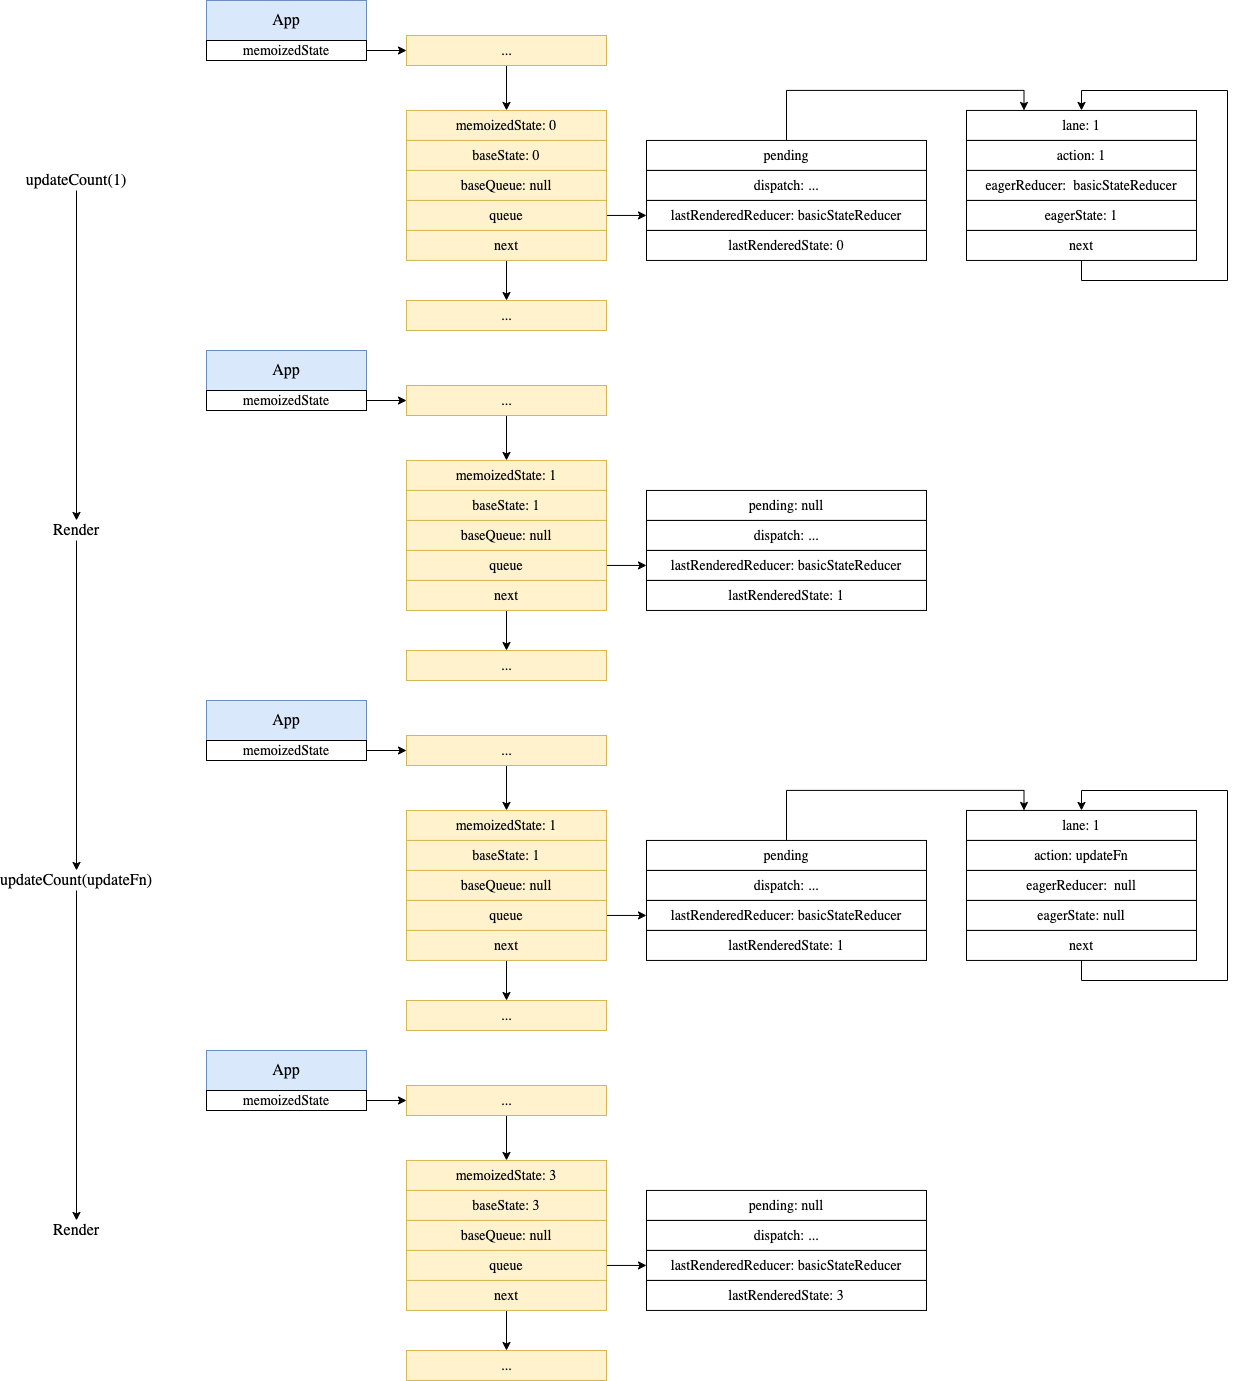 App
memoizedState
...
memoizedState: 0
baseState: 0
baseQueue: null
queue
next
...
pending
dispatch: ...
lastRenderedReducer: basicStateReducer
lastRenderedState: 0
lane: 1
action: 1
eagerReducer:  basicStateReducer
eagerState: 1
next
updateCount(1)
App
memoizedState
...
memoizedState: 1
baseState: 1
baseQueue: null
queue
next
...
pending: null
dispatch: ...
lastRenderedReducer: basicStateReducer
lastRenderedState: 1
Render
App
memoizedState
...
memoizedState: 1
baseState: 1
baseQueue: null
queue
next
...
pending
dispatch: ...
lastRenderedReducer: basicStateReducer
lastRenderedState: 1
lane: 1
action: updateFn
eagerReducer:  null
eagerState: null
next
updateCount(updateFn)
App
memoizedState
...
memoizedState: 3
baseState: 3
baseQueue: null
queue
next
...
pending: null
dispatch: ...
lastRenderedReducer: basicStateReducer
lastRenderedState: 3
Render